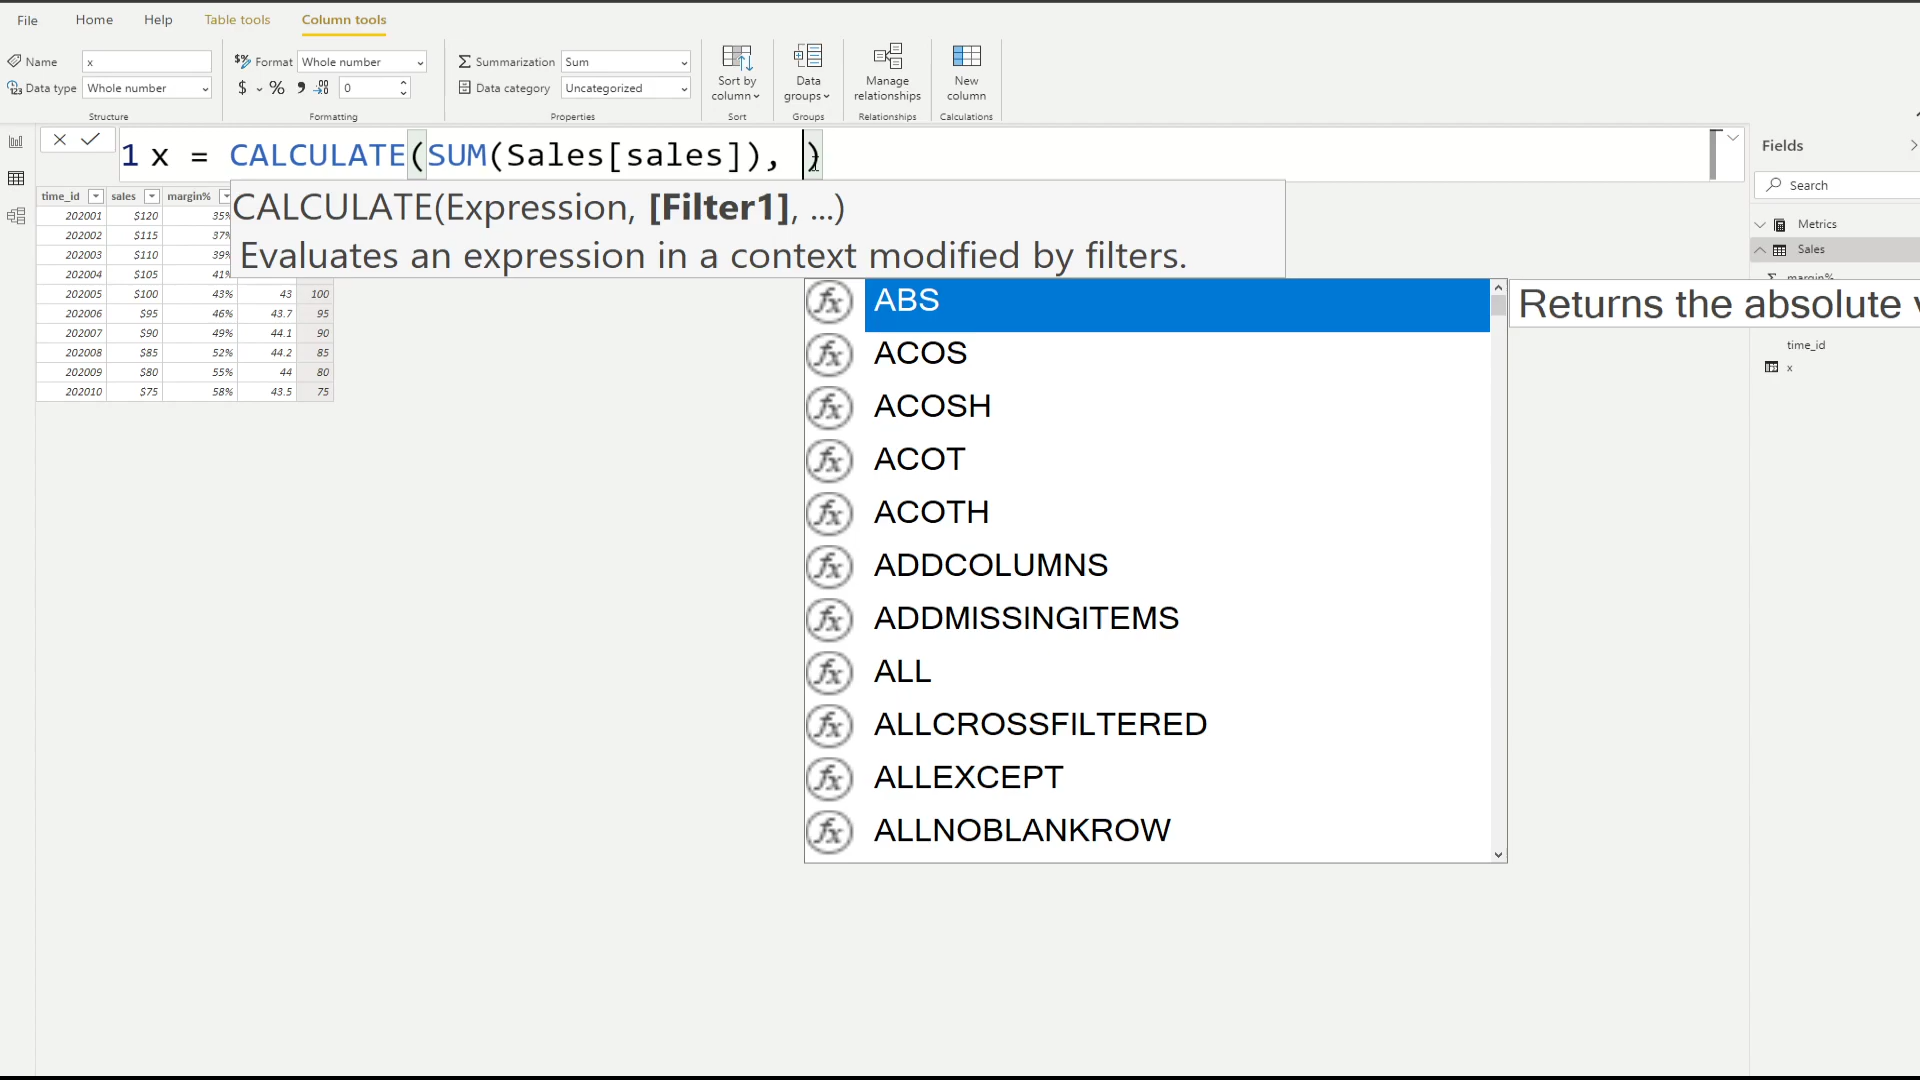 File Home Help Table tools Column tools
Name x Format Whole number Summarization Sum
Data type Whole number $ % 0 Data category Uncategorized
Sort by column Data groups Manage relationships New column
Structure Formatting Properties Sort Groups Relationships Calculations
1 x = CALCULATE(SUM(Sales[sales]), )
CALCULATE(Expression, [Filter1], ...)
Evaluates an expression in a context modified by filters.
time_id sales margin%
202001 $120 35%
202002 $115 37%
202003 $110 39%
202004 $105 41%
202005 $100 43% 43 100
202006 $95 46% 43.7 95
202007 $90 49% 44.1 90
202008 $85 52% 44.2 85
202009 $80 55% 44 80
202010 $75 58% 43.5 75
ABS
ACOS
ACOSH
ACOT
ACOTH
ADDCOLUMNS
ADDMISSINGITEMS
ALL
ALLCROSSFILTERED
ALLEXCEPT
ALLNOBLANKROW
Returns the absolute
Fields
Search
Metrics
Sales
margin%
time_id
x